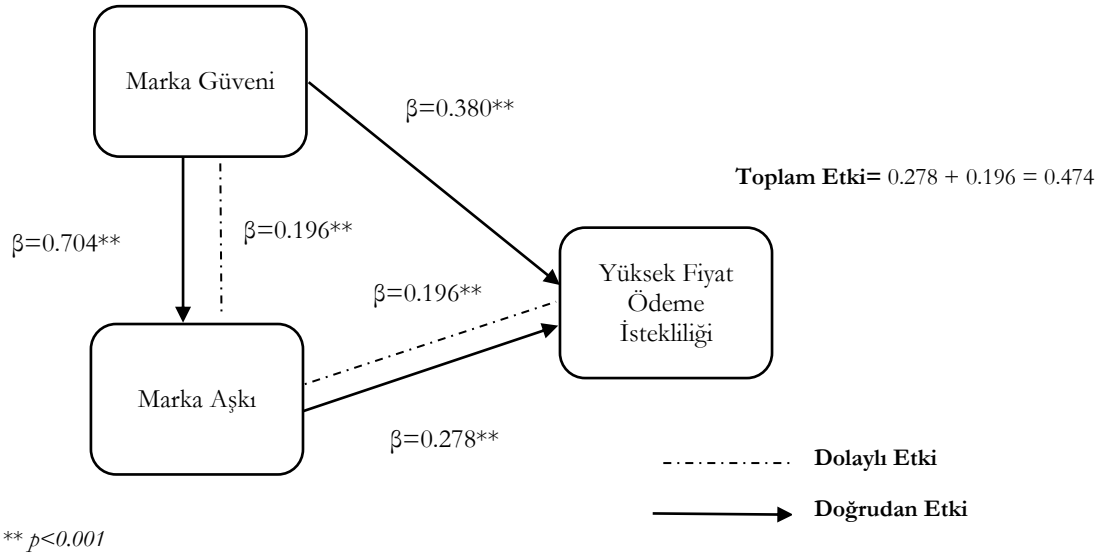 Marka Güveni
β=0.380**
Toplam Etki= 0.278 + 0.196 = 0.474
β=0.704**
β=0.196**
β=0.196**
Yüksek Fiyat
Ödeme
İstekliliği
Marka Aşkı
β=0.278**
Dolaylı Etki
Doğrudan Etki
** p<0.001